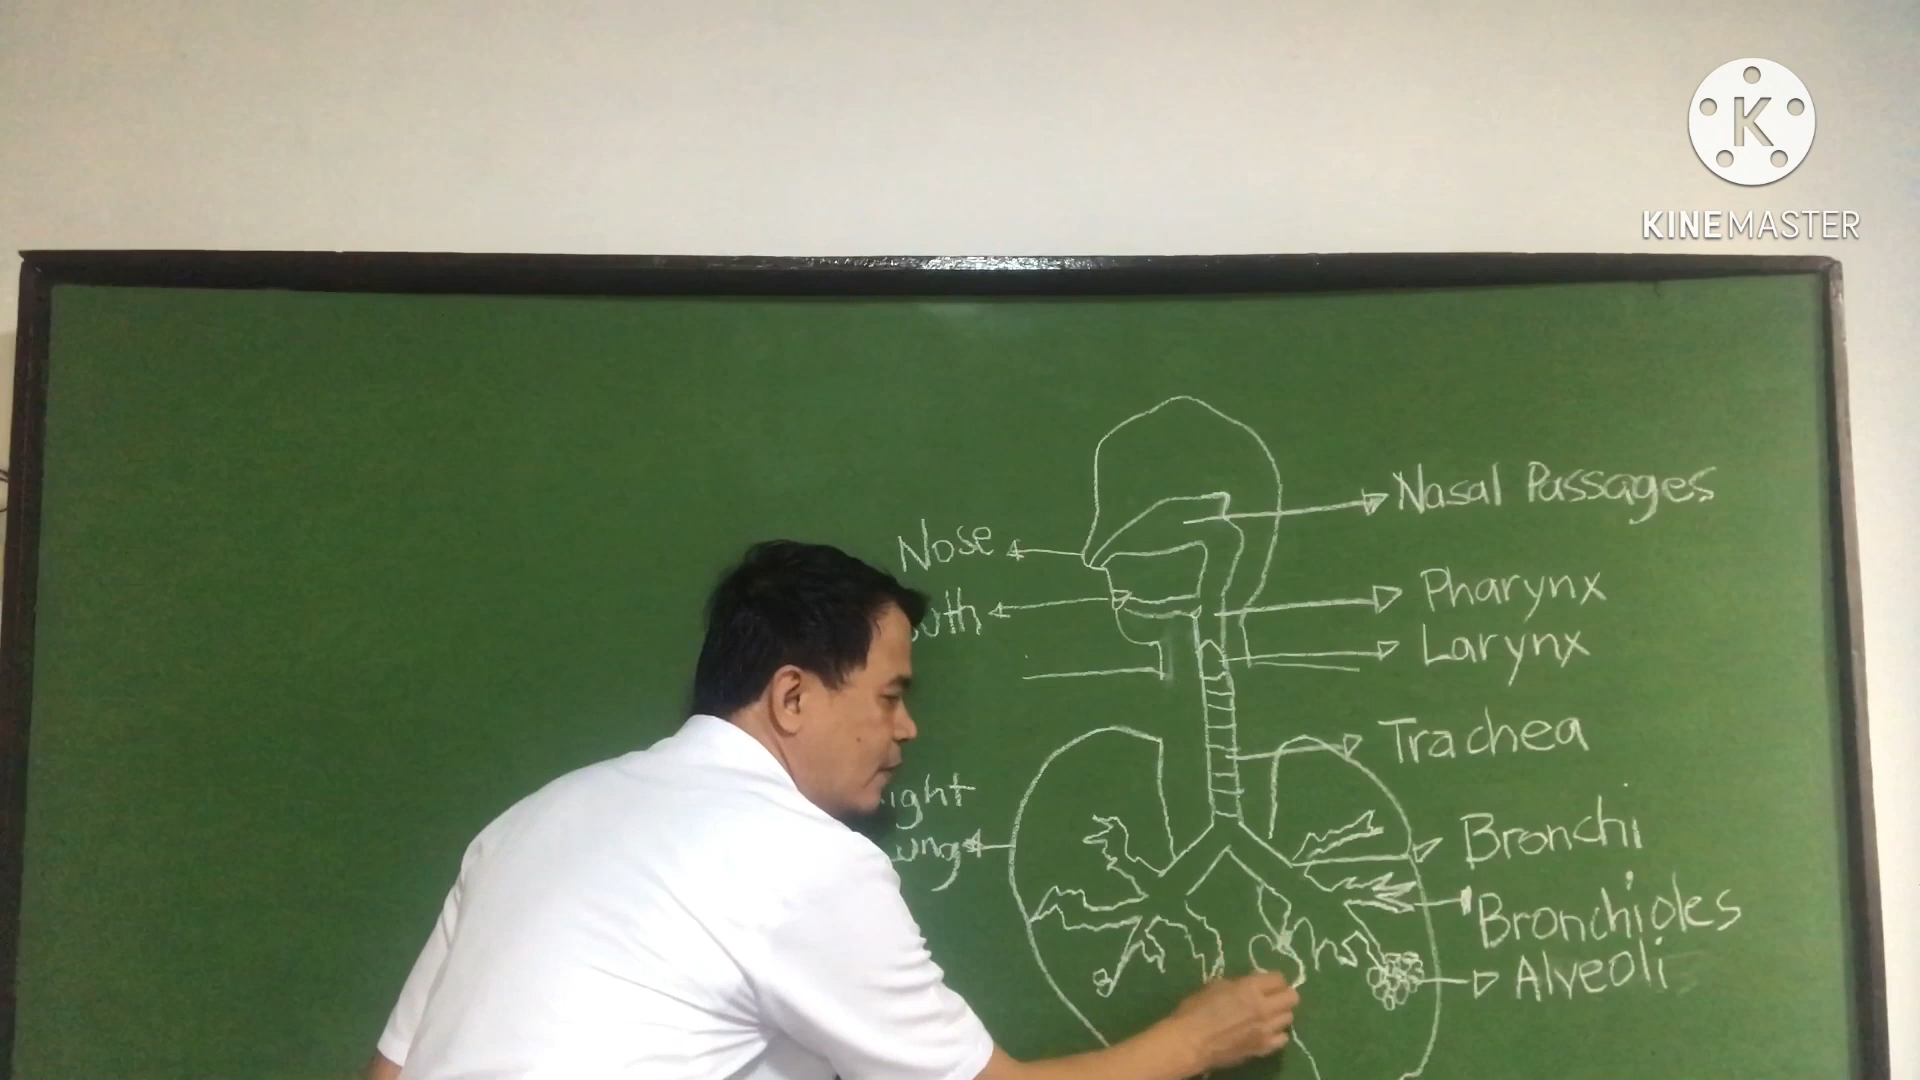 KINEMASTER
Nasal Passages
Nose
Pharynx
Larynx
Trachea
Bronchi
Bronchioles
Alveoli